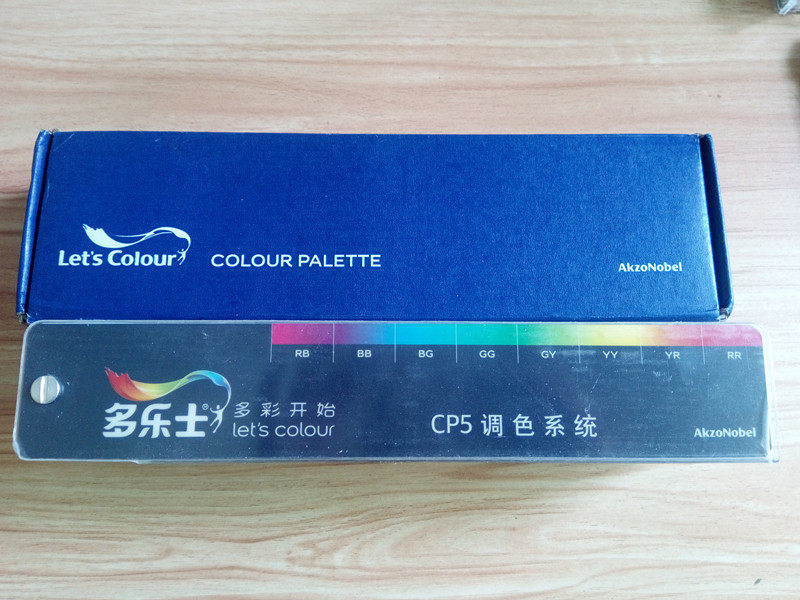 Let's Colour
COLOUR PALETTE
AkzoNobel
RB BB BG GG GY YY YR RR
多乐士®
多彩开始
let's colour
CP5 调色系统
AkzoNobel